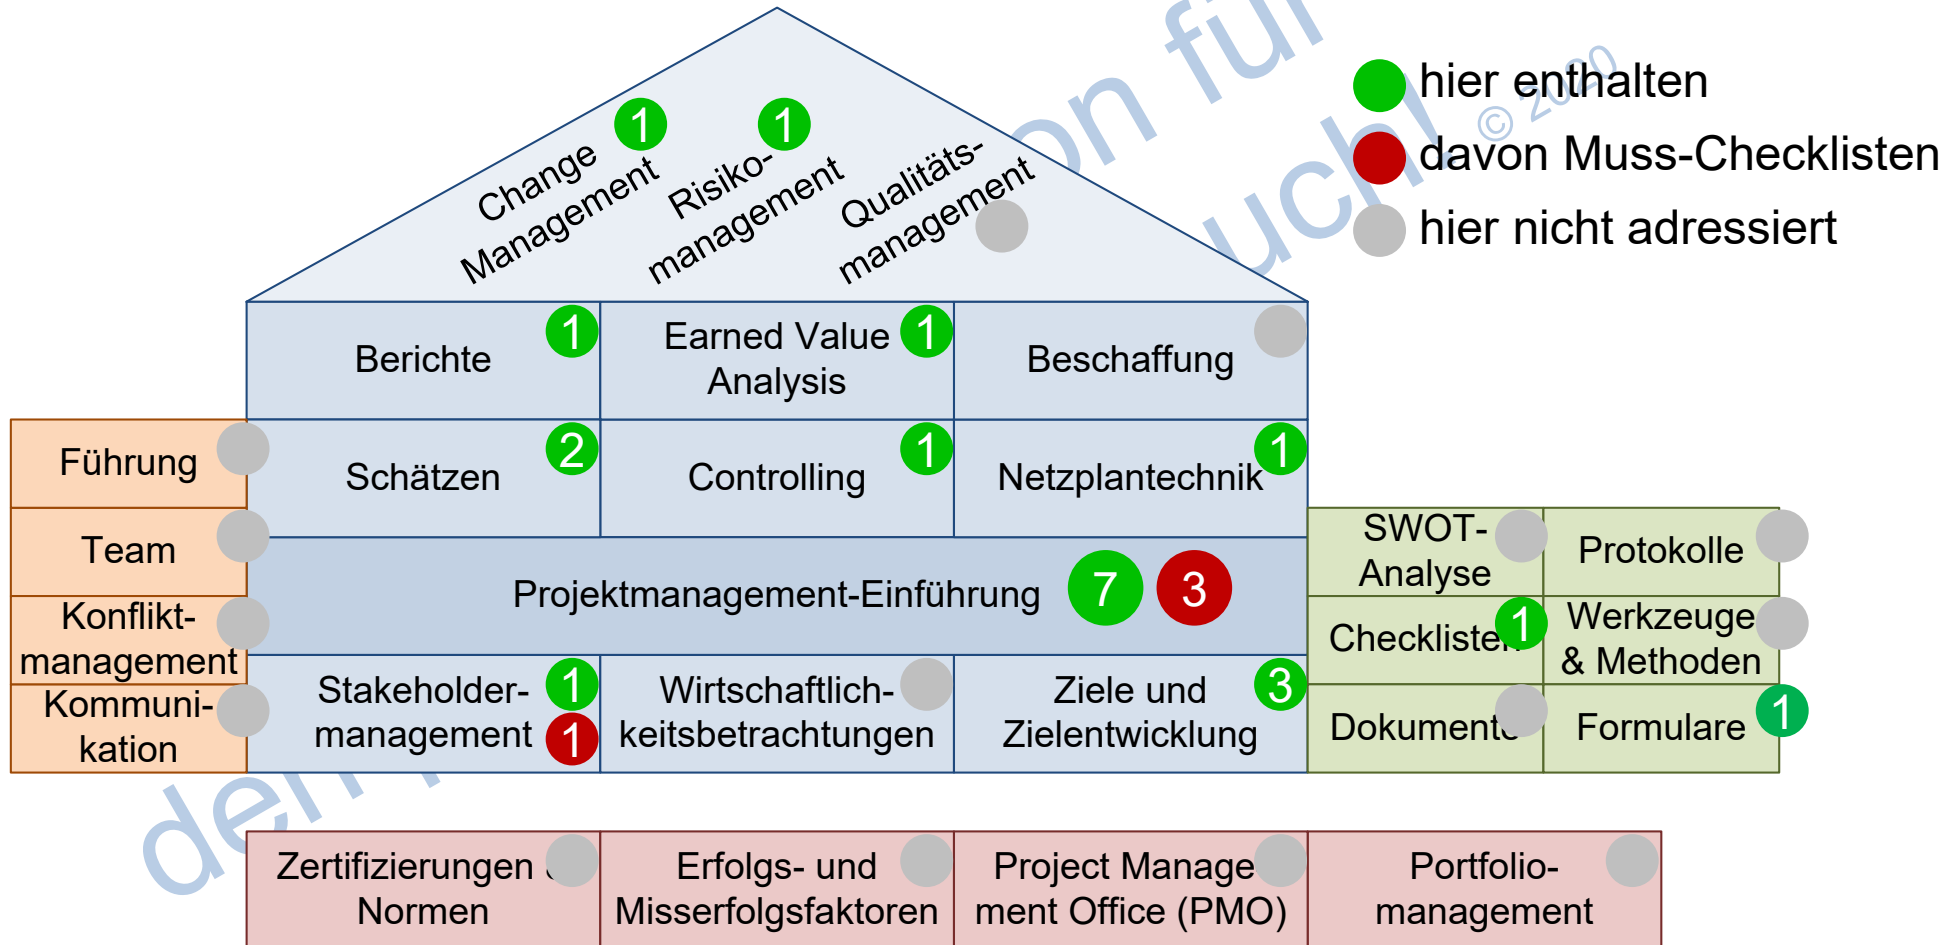 hier enthalten
davon Muss-Checklisten
hier nicht adressiert
© 2020
1
Change
Management
1
Risiko-
management
Qualitäts-
management
Berichte
1
Earned Value
Analysis
1
Beschaffung
Führung
Schätzen
2
Controlling
1
Netzplantechnik
1
Team
Projektmanagement-Einführung
7
3
SWOT-
Analyse
Protokolle
Konflikt-
management
Checklisten
1
Werkzeuge
& Methoden
Kommuni-
kation
Stakeholder-
management
1
1
Wirtschaftlich-
keitsbetrachtungen
Ziele und
Zielentwicklung
3
Dokumente
Formulare
1
Zertifizierungen
Normen
Erfolgs- und
Misserfolgsfaktoren
Project Manage
ment Office (PMO)
Portfolio-
management